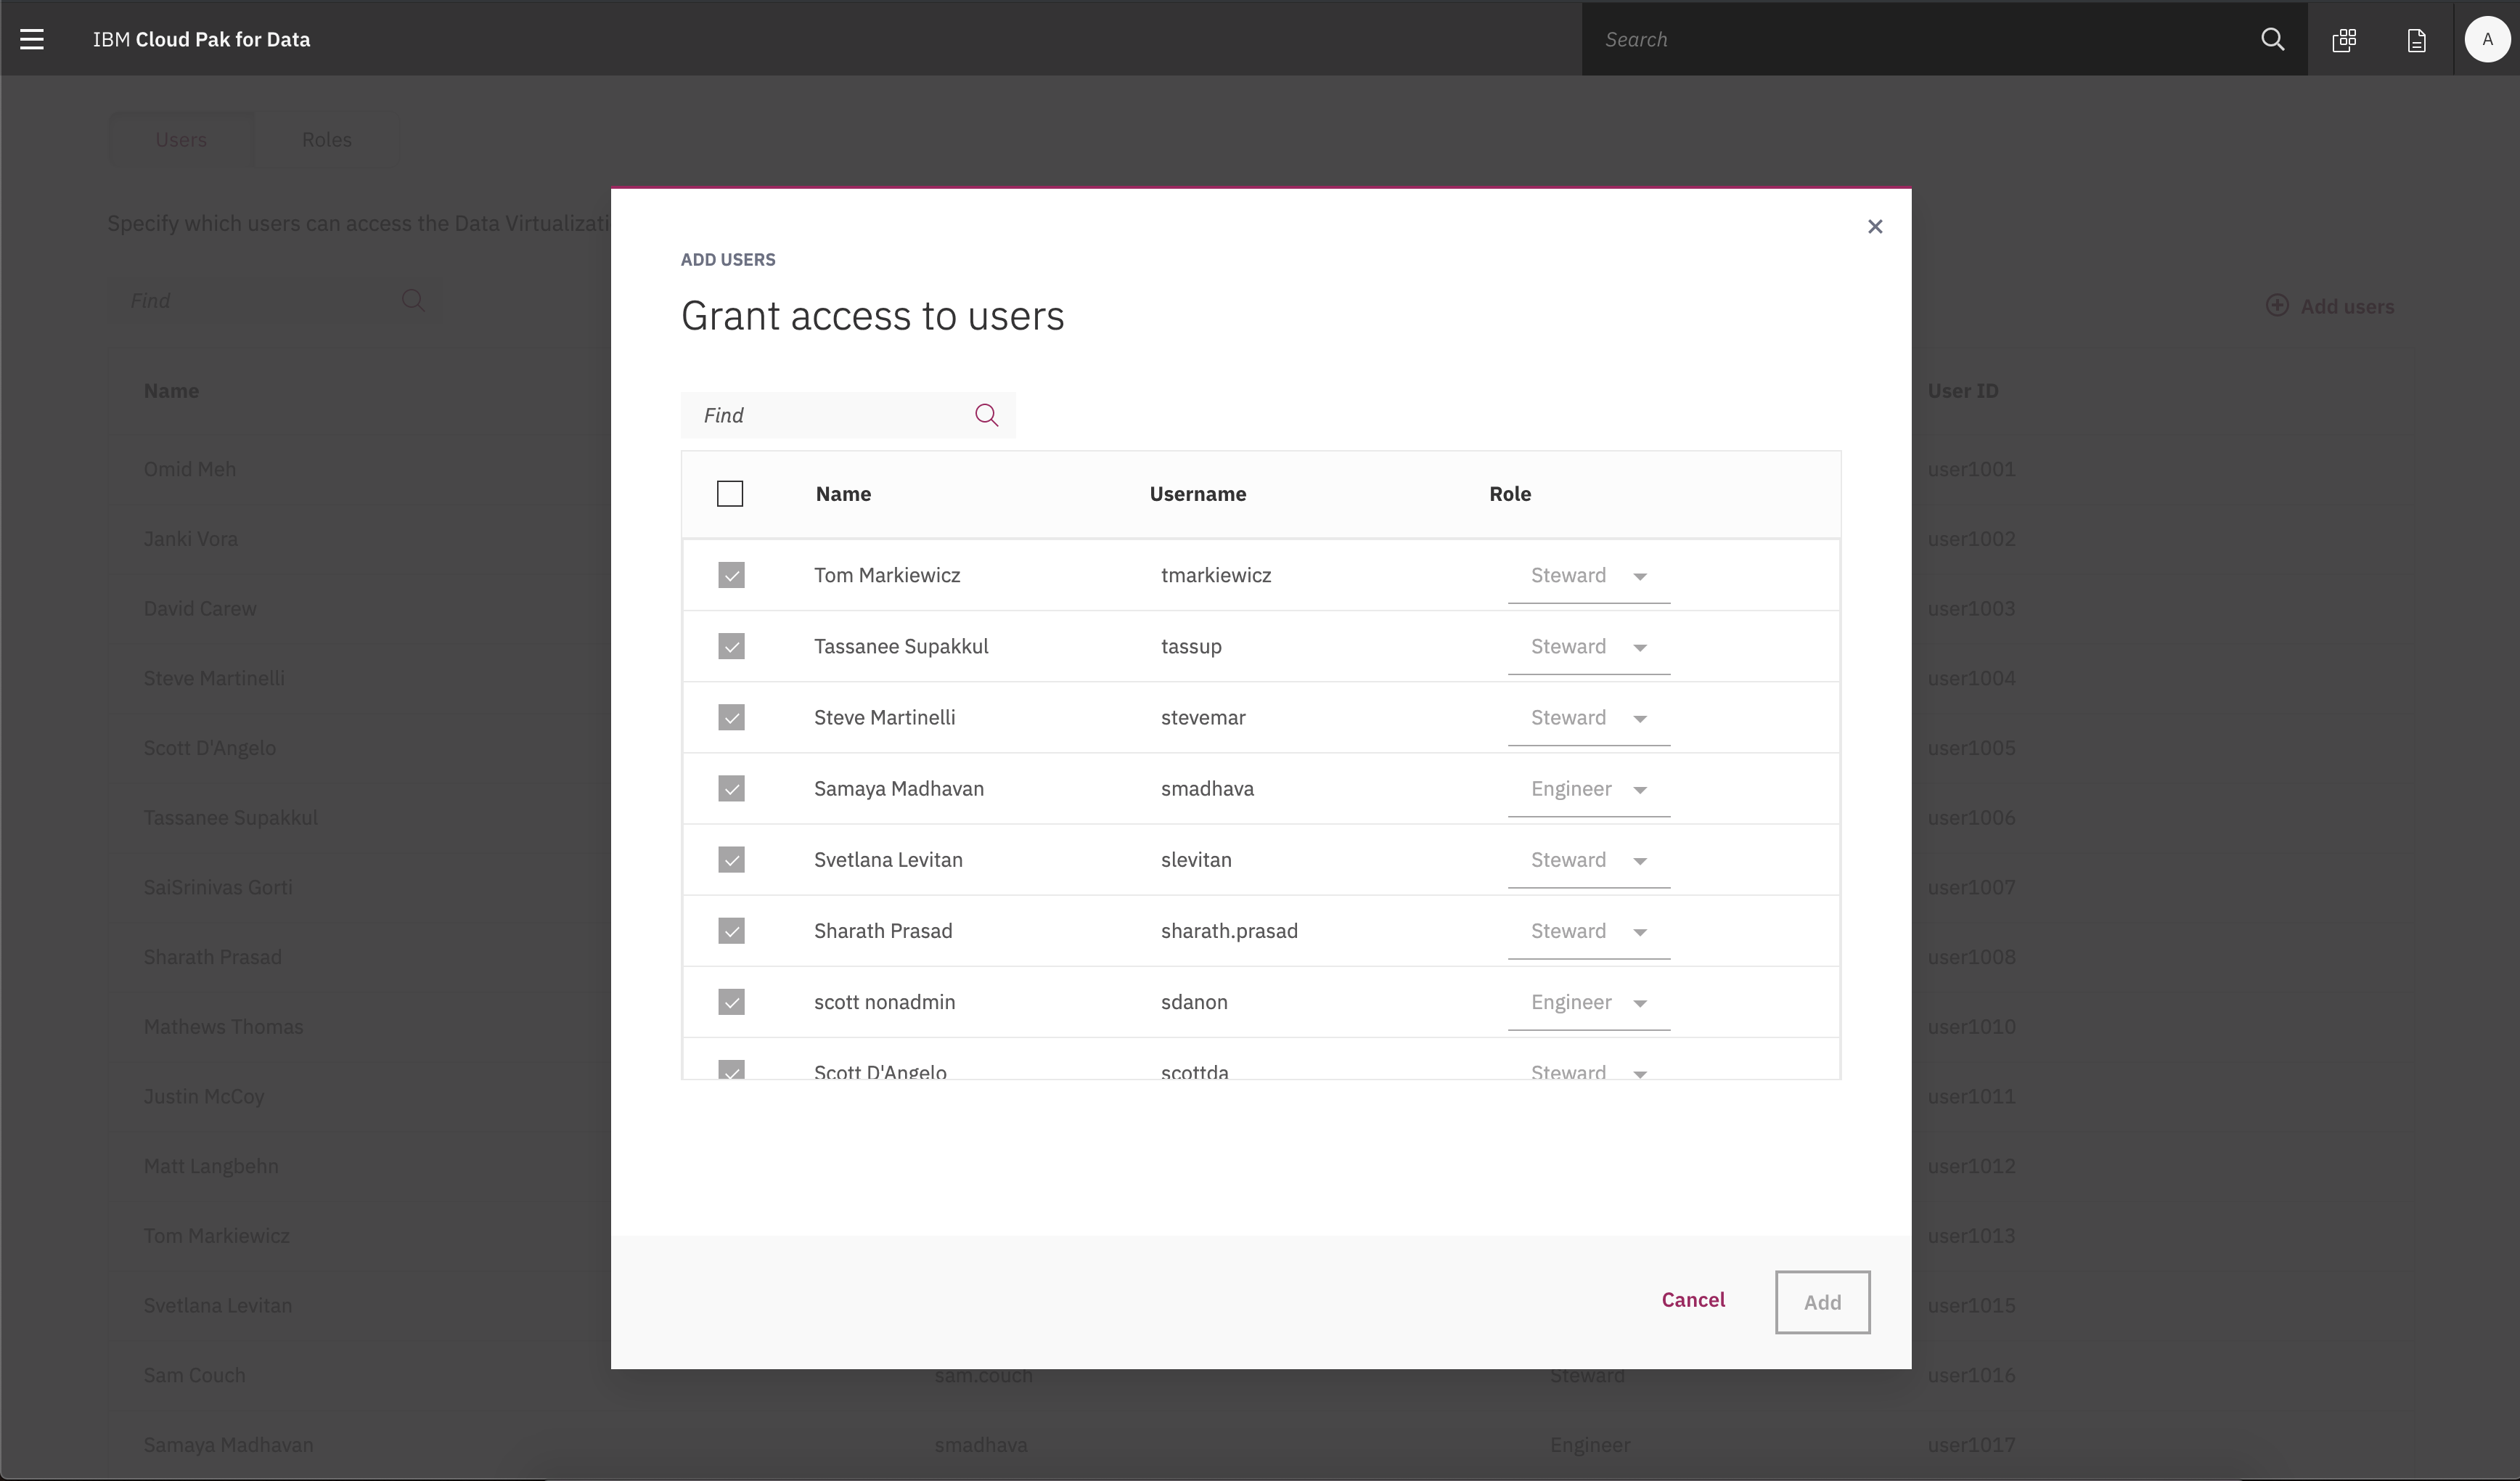 IBM Cloud Pak for Data
Search
A
Users
Roles
Specify which users can access the Data Virtualizati
Find
Add users
Name
User ID
Omid Meh
user1001
Janki Vora
user1002
David Carew
user1003
Steve Martinelli
user1004
Scott D'Angelo
user1005
Tassanee Supakkul
user1006
SaiSrinivas Gorti
user1007
Sharath Prasad
user1008
Mathews Thomas
user1010
Justin McCoy
user1011
Matt Langbehn
user1012
Tom Markiewicz
user1013
Svetlana Levitan
user1015
Sam Couch
sam.couch
Steward
user1016
Samaya Madhavan
smadhava
Engineer
user1017
ADD USERS
Grant access to users
Find
Name
Username
Role
Tom Markiewicz
tmarkiewicz
Steward
Tassanee Supakkul
tassup
Steward
Steve Martinelli
stevemar
Steward
Samaya Madhavan
smadhava
Engineer
Svetlana Levitan
slevitan
Steward
Sharath Prasad
sharath.prasad
Steward
scott nonadmin
sdanon
Engineer
Scott D'Angelo
scottda
Steward
Cancel
Add